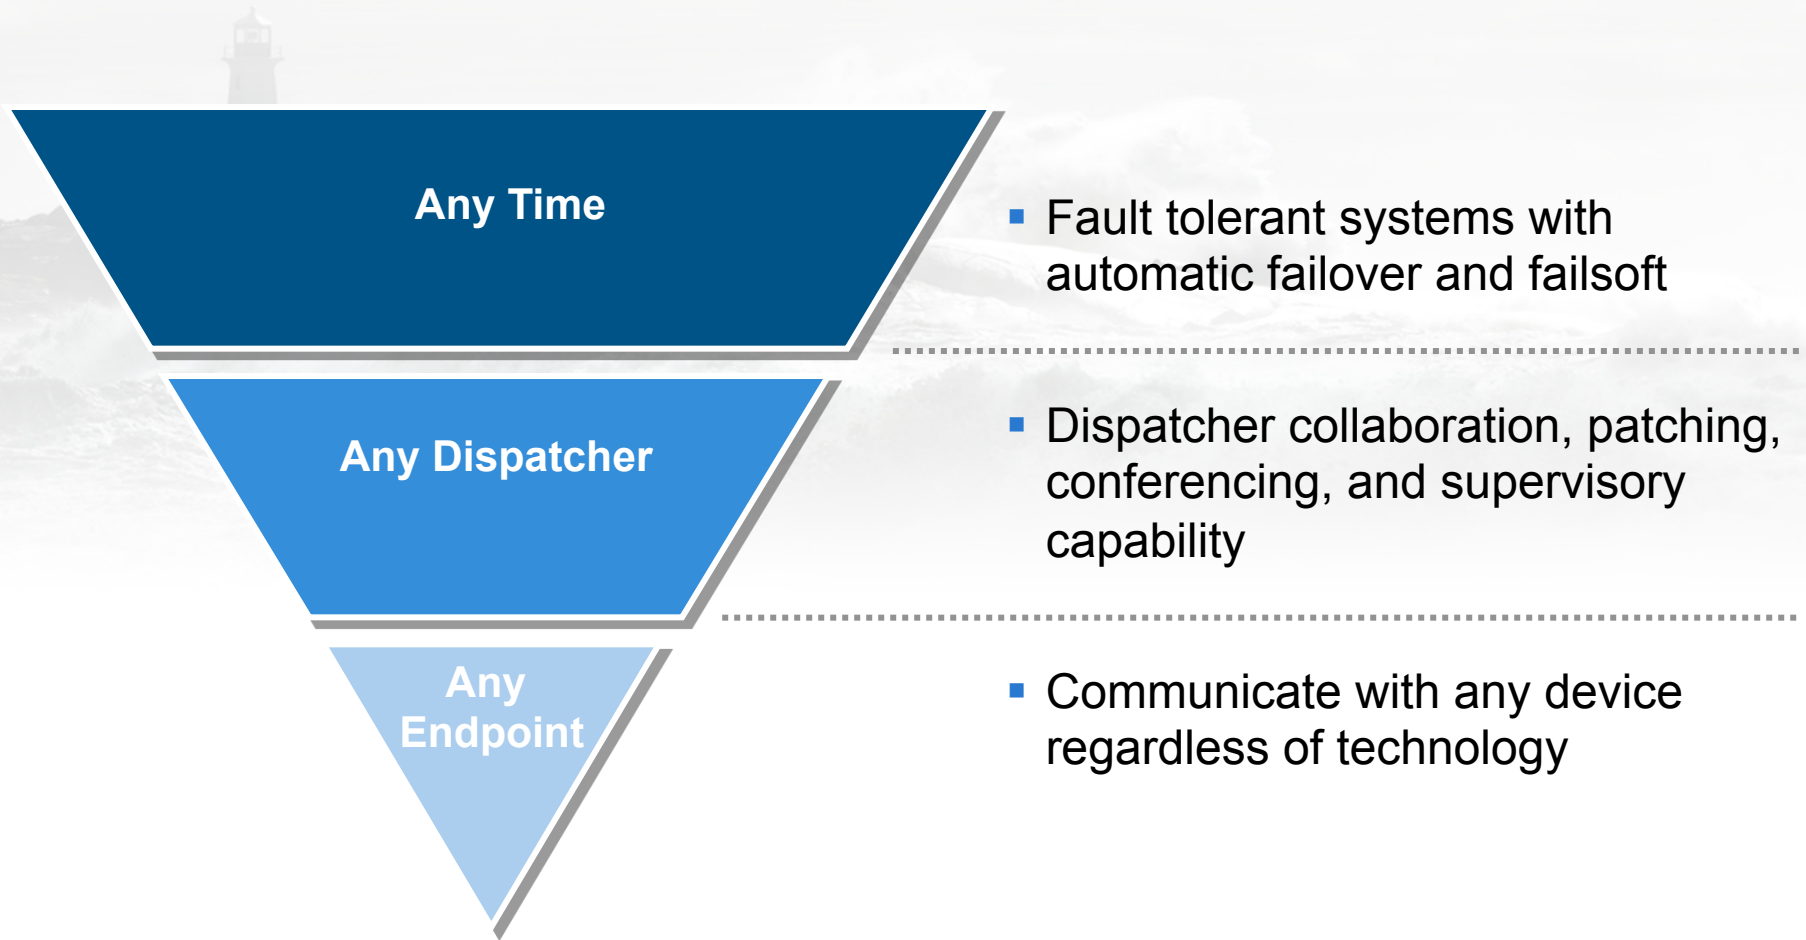 Any Time
▪ Fault tolerant systems with
automatic failover and failsoft
Any Dispatcher
▪ Dispatcher collaboration, patching,
conferencing, and supervisory
capability
Any
Endpoint
▪ Communicate with any device
regardless of technology